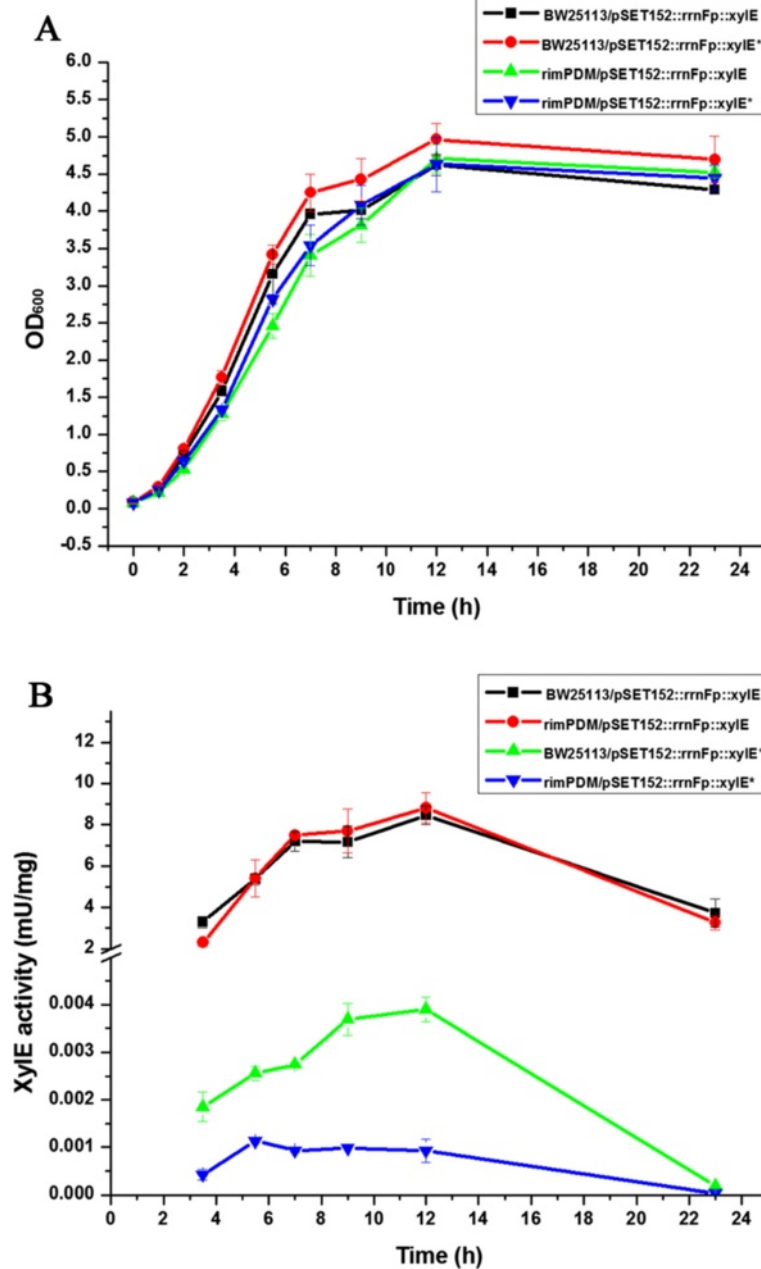 A
BW25113/pSET152::rrnFp::xylE
BW25113/pSET152::rrnFp::xylE*
rimPDM/pSET152::rrnFp::xylE
rimPDM/pSET152::rrnFp::xylE*
6.0
5.5
5.0
4.5
4.0
3.5
3.0
2.5
2.0
1.5
1.0
0.5
0.0
-0.5
OD600
0 2 4 6 8 10 12 14 16 18 20 22 24
Time (h)
B
BW25113/pSET152::rrnFp::xylE
rimPDM/pSET152::rrnFp::xylE
BW25113/pSET152::rrnFp::xylE*
rimPDM/pSET152::rrnFp::xylE*
12
10
8
6
4
2
0.004
0.003
0.002
0.001
0.000
XylE activity (mU/mg)
0 2 4 6 8 10 12 14 16 18 20 22 24
Time (h)